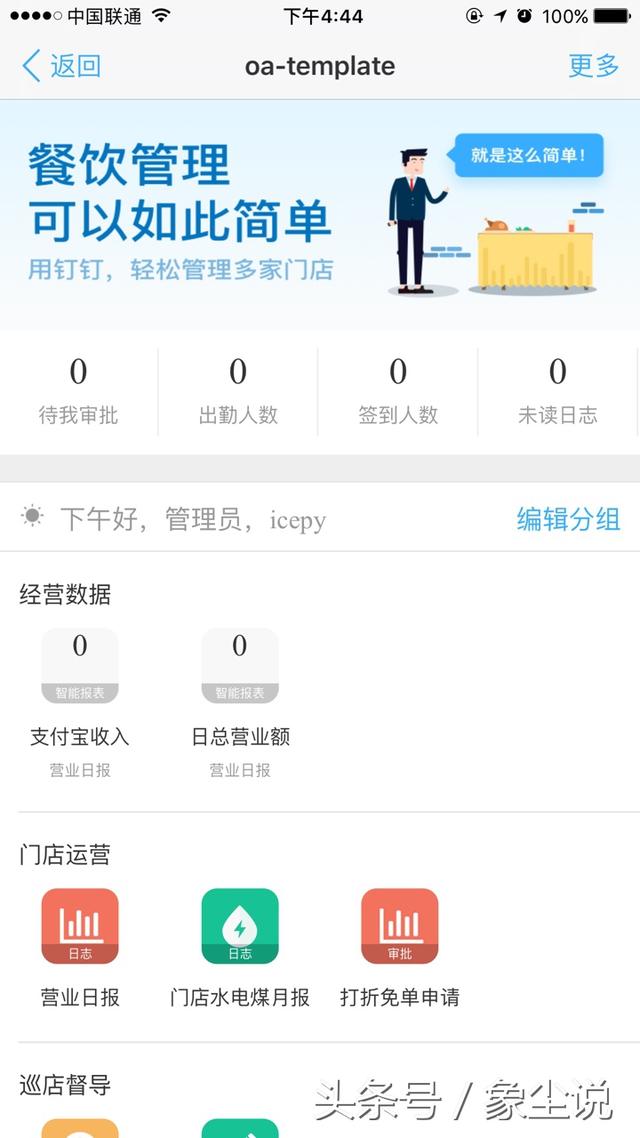 中国联通
下午4:44
100%
返回
oa-template
更多
餐饮管理
可以如此简单
用钉钉，轻松管理多家门店
就是这么简单！
0
0
0
0
待我审批
出勤人数
签到人数
未读日志
下午好，管理员，icepy
编辑分组
经营数据
0
0
智能报表
智能报表
支付宝收入
日总营业额
营业日报
营业日报
门店运营
日志
日志
审批
营业日报
门店水电煤月报
打折免单申请
巡店督导
头条号 / 象尘说